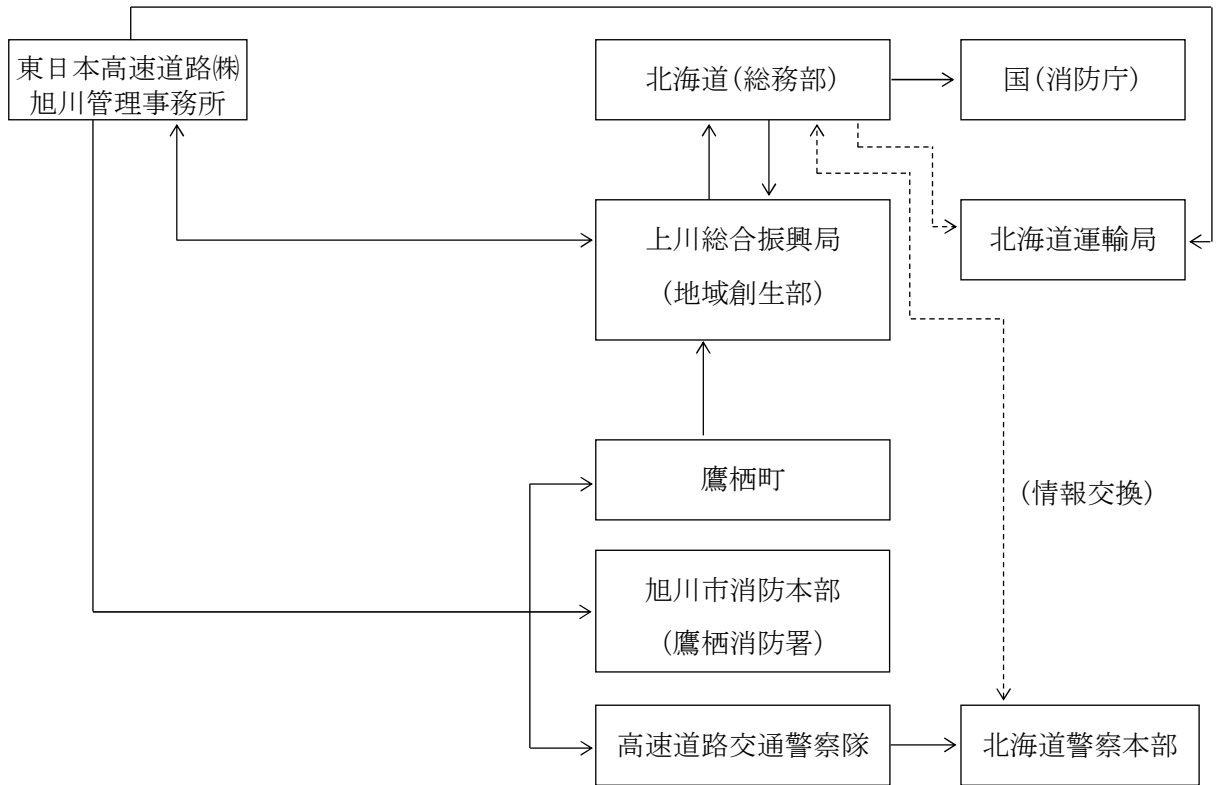 東日本高速道路㈱
旭川管理事務所
北海道(総務部)
国(消防庁)
上川総合振興局
(地域創生部)
北海道運輸局
鷹栖町
(情報交換)
旭川市消防本部
(鷹栖消防署)
高速道路交通警察隊
北海道警察本部